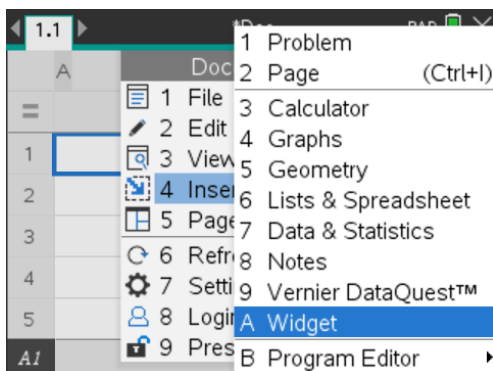 1.1
*Doc
RAD
A
=
1
2
3
4
5
A1
Doc
1 File
2 Edit
3 View
4 Inser
5 Page
6 Refr
7 Setti
8 Login
9 Pres
1 Problem
2 Page (Ctrl+I)
3 Calculator
4 Graphs
5 Geometry
6 Lists & Spreadsheet
7 Data & Statistics
8 Notes
9 Vernier DataQuest™
A Widget
B Program Editor